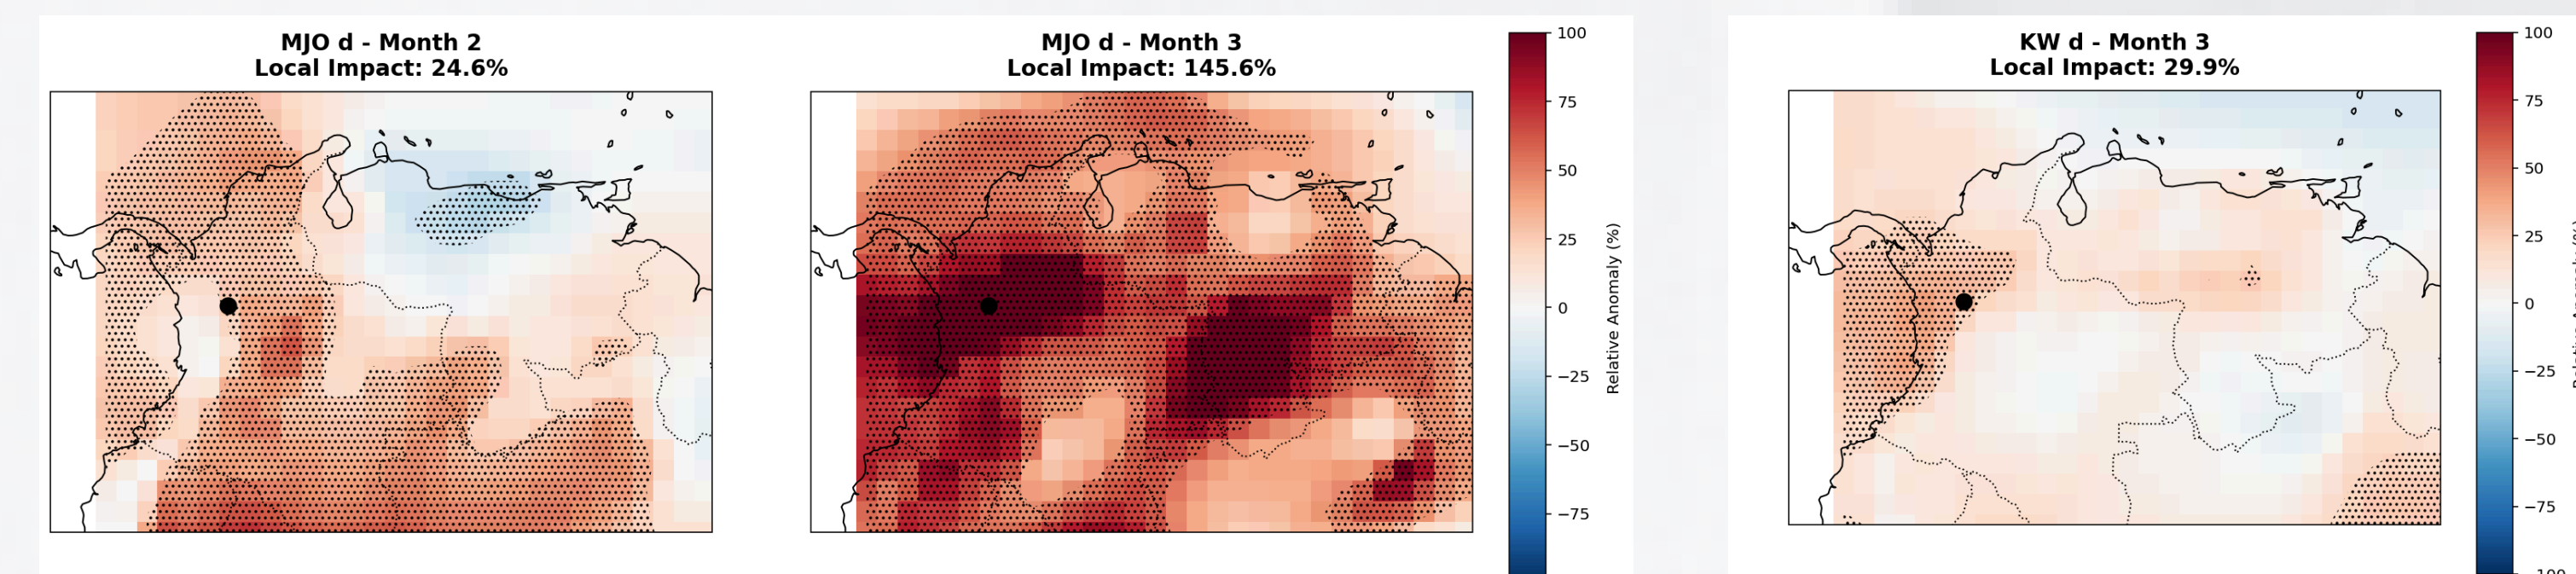 MJO d - Month 2
Local Impact: 24.6%
MJO d - Month 3
Local Impact: 145.6%
100
75
50
25
0
−25
−50
−75
Relative Anomaly (%)
KW d - Month 3
Local Impact: 29.9%
100
75
50
25
0
−25
−50
−75